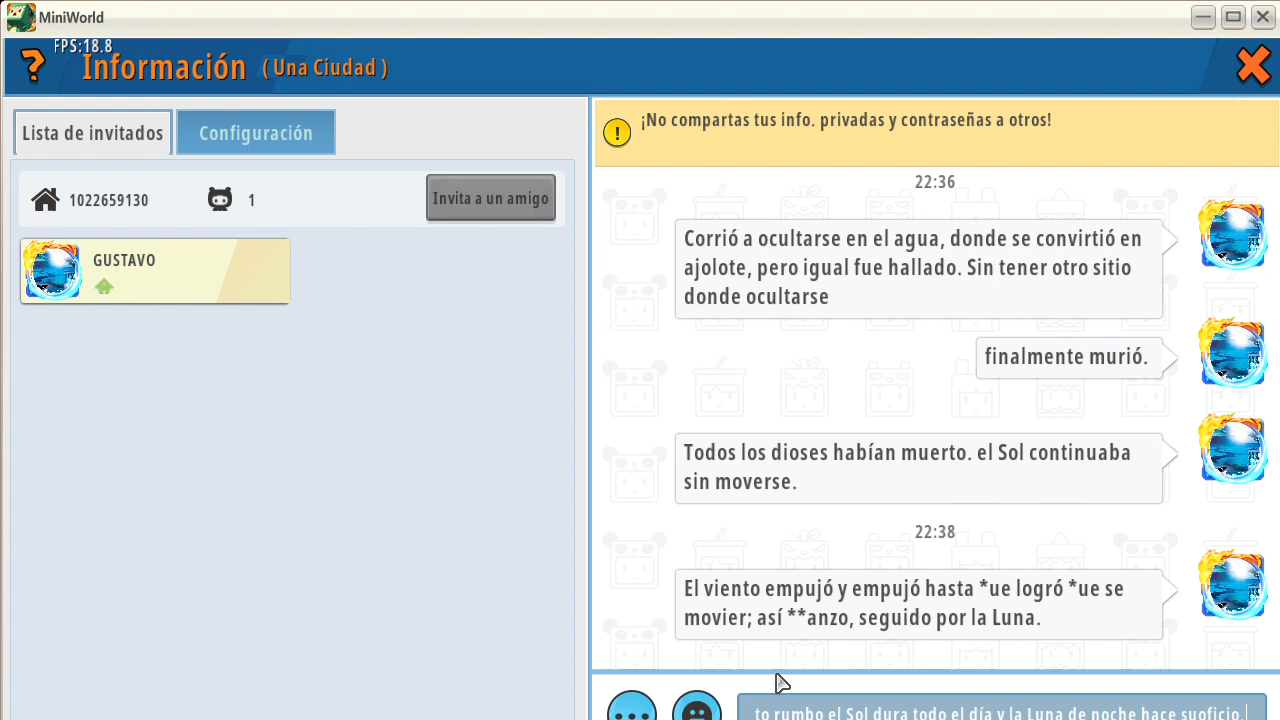 MiniWorld
FPS:18.8
Información ( Una Ciudad )
Lista de invitados
Configuración
1022659130
1
Invita a un amigo
GUSTAVO
¡No compartas tus info. privadas y contraseñas a otros!
22:36
Corrió a ocultarse en el agua, donde se convirtió en
ajolote, pero igual fue hallado. Sin tener otro sitio
donde ocultarse
finalmente murió.
Todos los dioses habían muerto. el Sol continuaba
sin moverse.
22:38
El viento empujó y empujó hasta *ue logró *ue se
movier; así **anzo, seguido por la Luna.
to rumbo el Sol dura todo el día y la Luna de noche hace suoficio